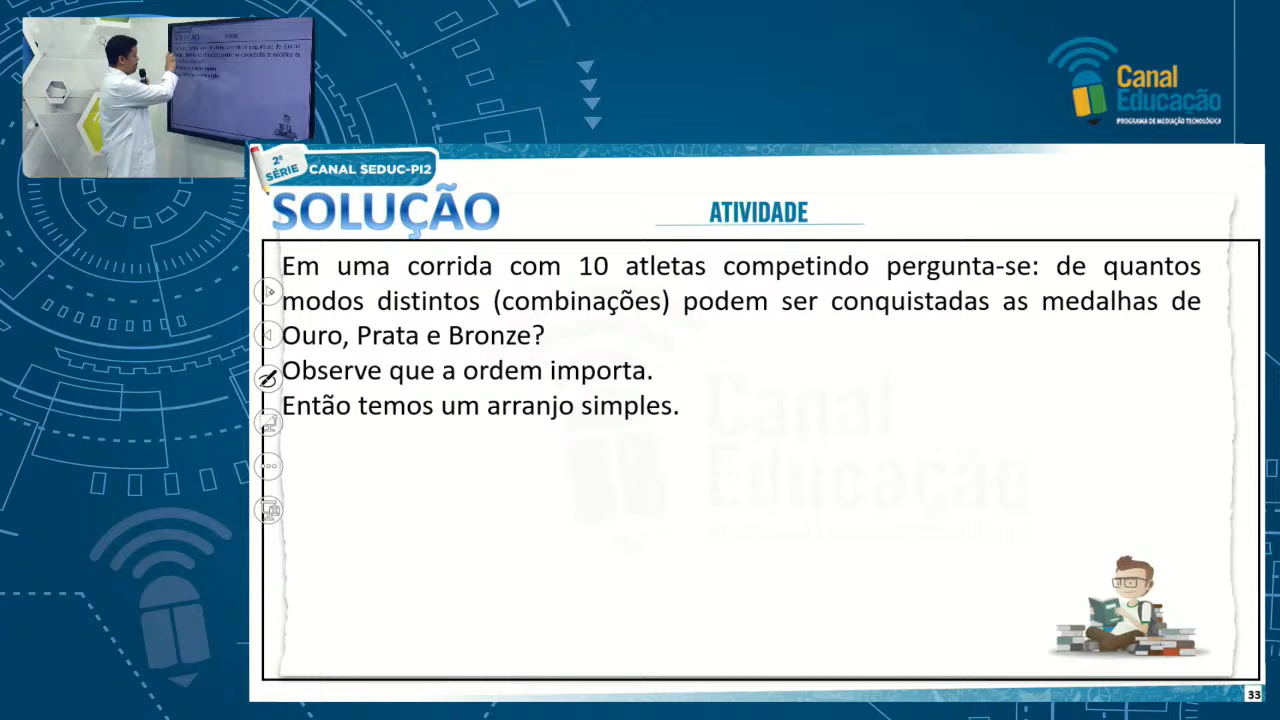 Canal
Educação
PROGRAMA DE MEDIAÇÃO TECNOLÓGICA
2ª
SÉRIE
CANAL SEDUC-PI2
SOLUÇÃO
ATIVIDADE
Em uma corrida com 10 atletas competindo pergunta-se: de quantos
modos distintos (combinações) podem ser conquistadas as medalhas de
Ouro, Prata e Bronze?
Observe que a ordem importa.
Então temos um arranjo simples.
Canal
Educação
33